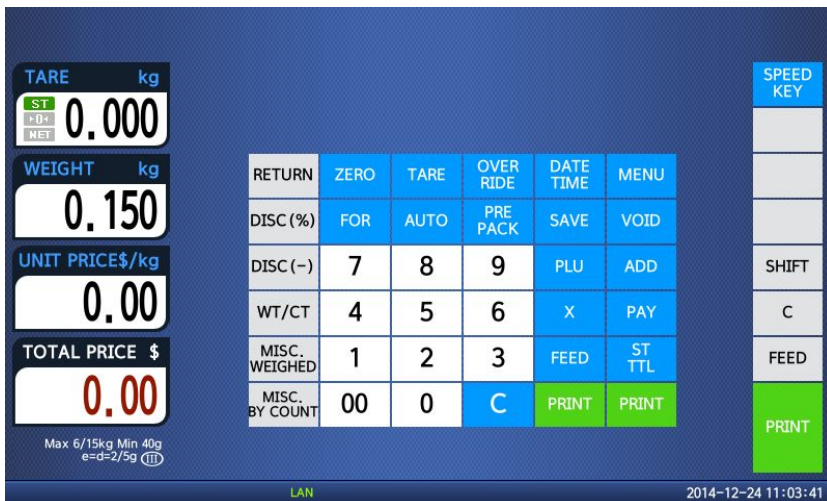 TARE kg
ST
→0←
NET
0.000
WEIGHT kg
0.150
UNIT PRICE$/kg
0.00
TOTAL PRICE $
0.00
Max 6/15kg Min 40g
e=d=2/5g III
RETURN ZERO TARE OVER RIDE DATE TIME MENU
DISC(%) FOR AUTO PRE PACK SAVE VOID
DISC(-) 7 8 9 PLU ADD
WT/CT 4 5 6 X PAY
MISC. WEIGHED 1 2 3 FEED ST TTL
MISC. BY COUNT 00 0 C PRINT PRINT
SPEED
KEY
SHIFT
C
FEED
PRINT
LAN
2014-12-24 11:03:41